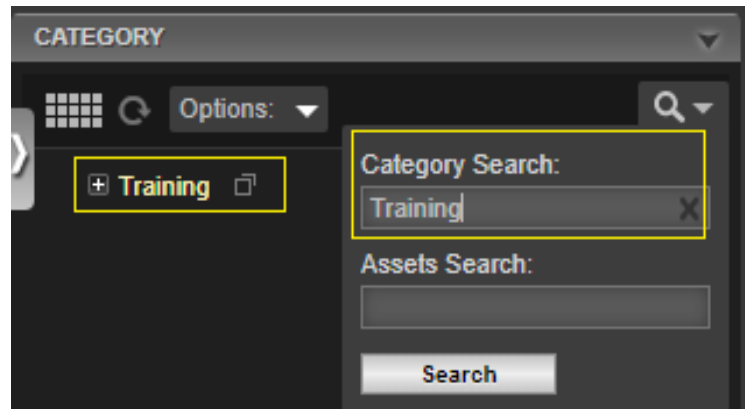 CATEGORY
Options:
Training
Category Search:
Training
Assets Search:
Search